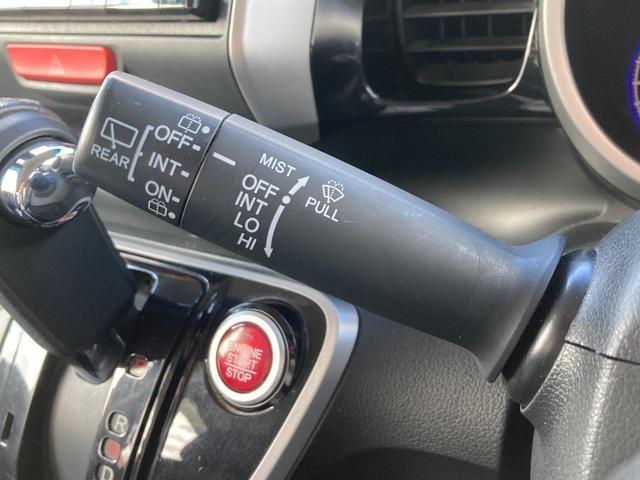 REAR
OFF
INT
ON
MIST
OFF
INT
LO
HI
PULL
ENGINE
START
STOP
R
D